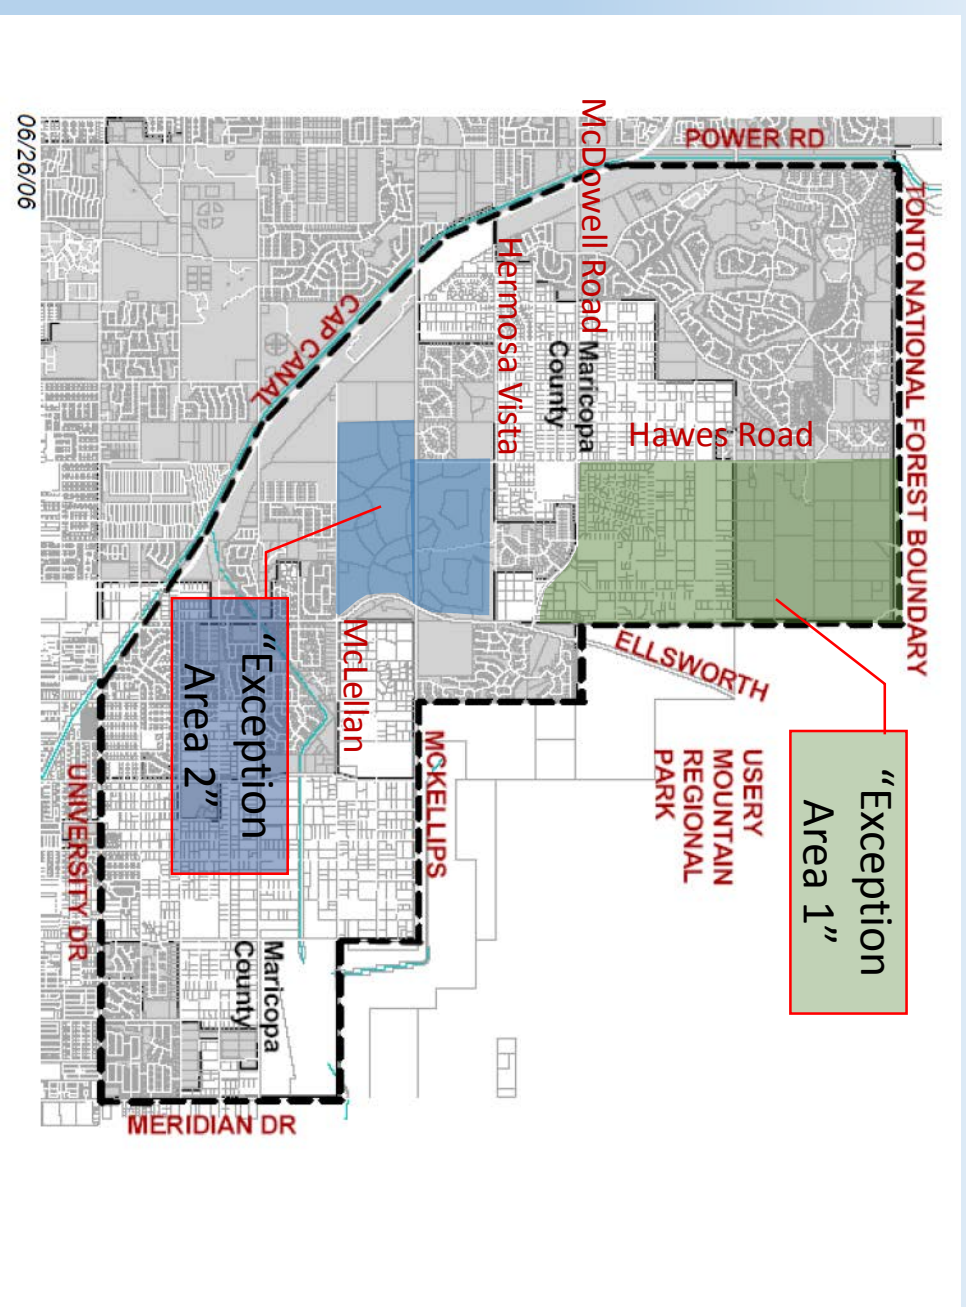 TONTO NATIONAL FOREST BOUNDARY
POWER RD
McDowell Road
Hermosa Vista
Maricopa
County
Hawes Road
CAP CANAL
ELLSWORTH
"Exception
Area 1"
USERY
MOUNTAIN
REGIONAL
PARK
McLellan
MCKELLIPS
"Exception
Area 2"
UNIVERSITY DR
Maricopa
County
MERIDIAN DR
06/26/06